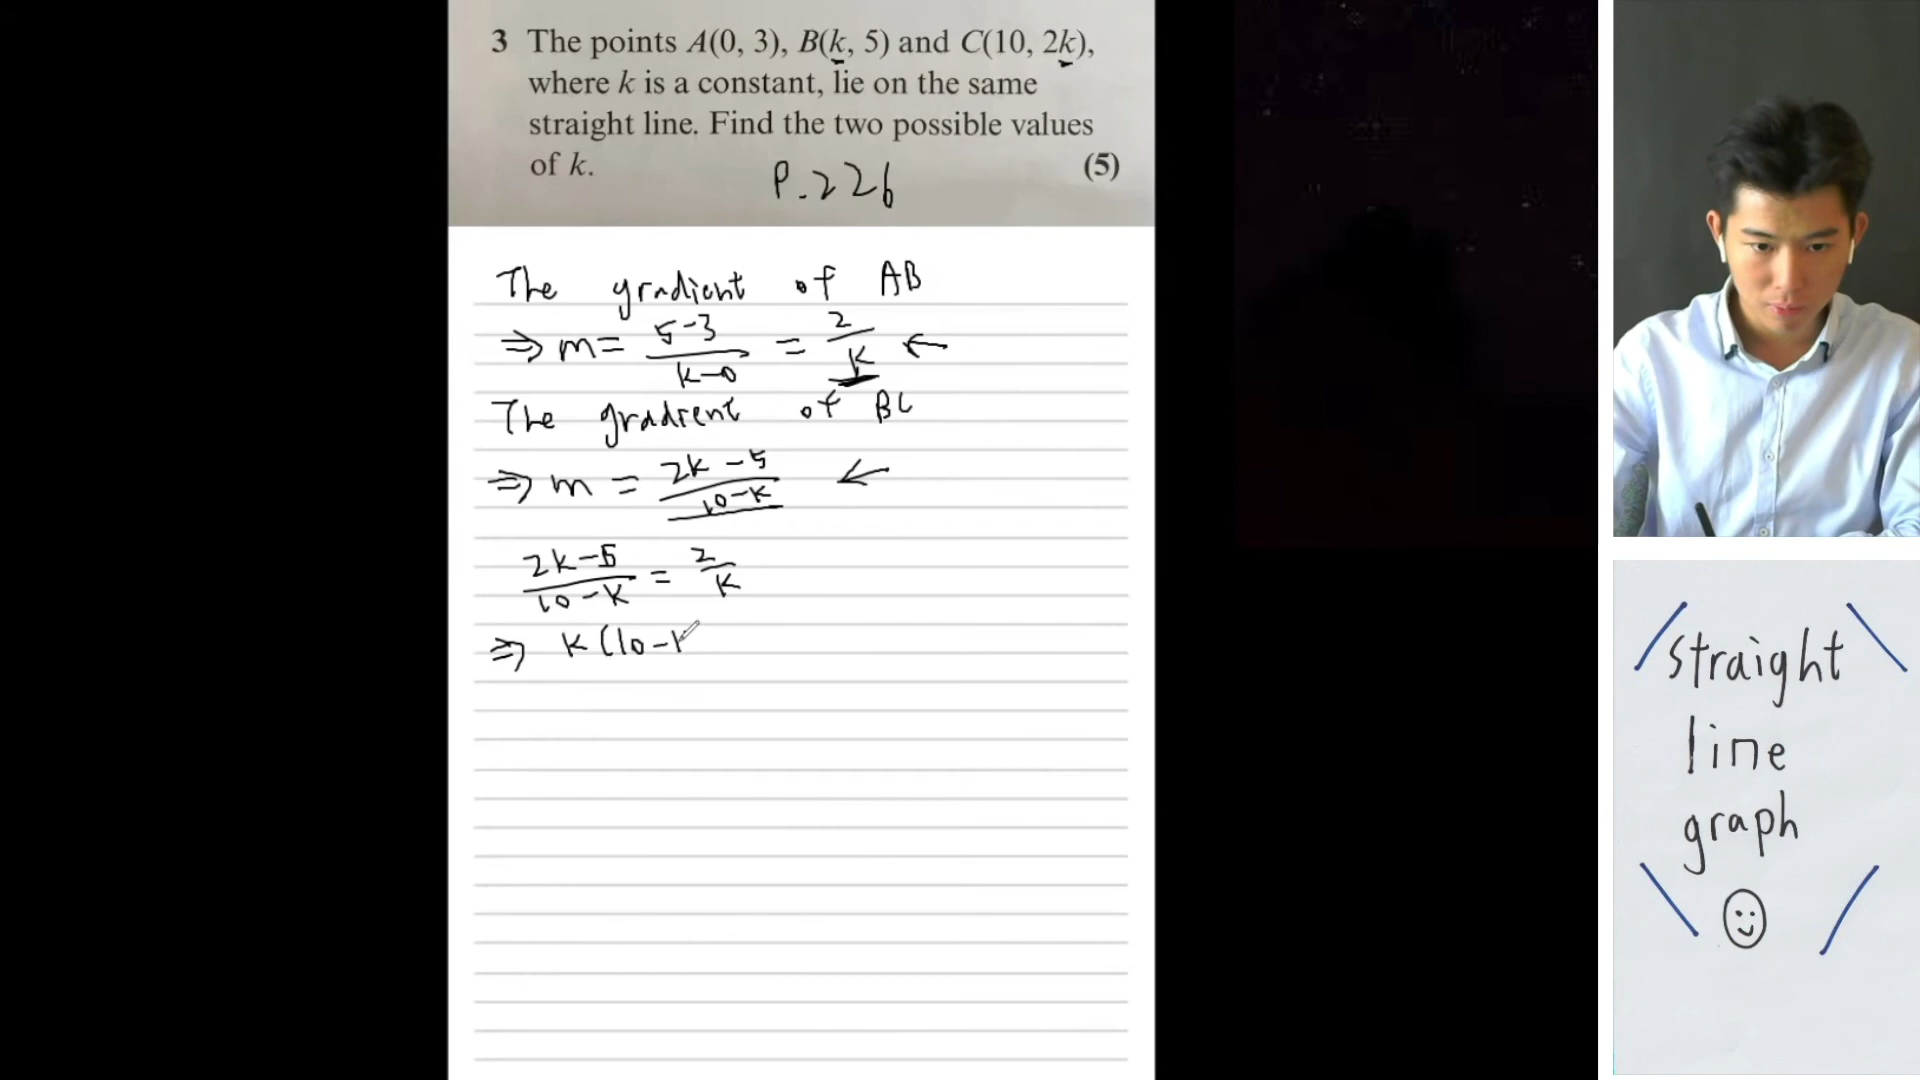 3 The points A(0, 3), B(k, 5) and C(10, 2k),
where k is a constant, lie on the same
straight line. Find the two possible values
of k. (5)
P.226
The gradient of AB
⇒ m = 5-3/k-0 = 2/k ←
The gradient of BC
⇒ m = 2k-5/10-k ←
2k-5/10-k = 2/k
⇒ k(10-k
straight
line
graph